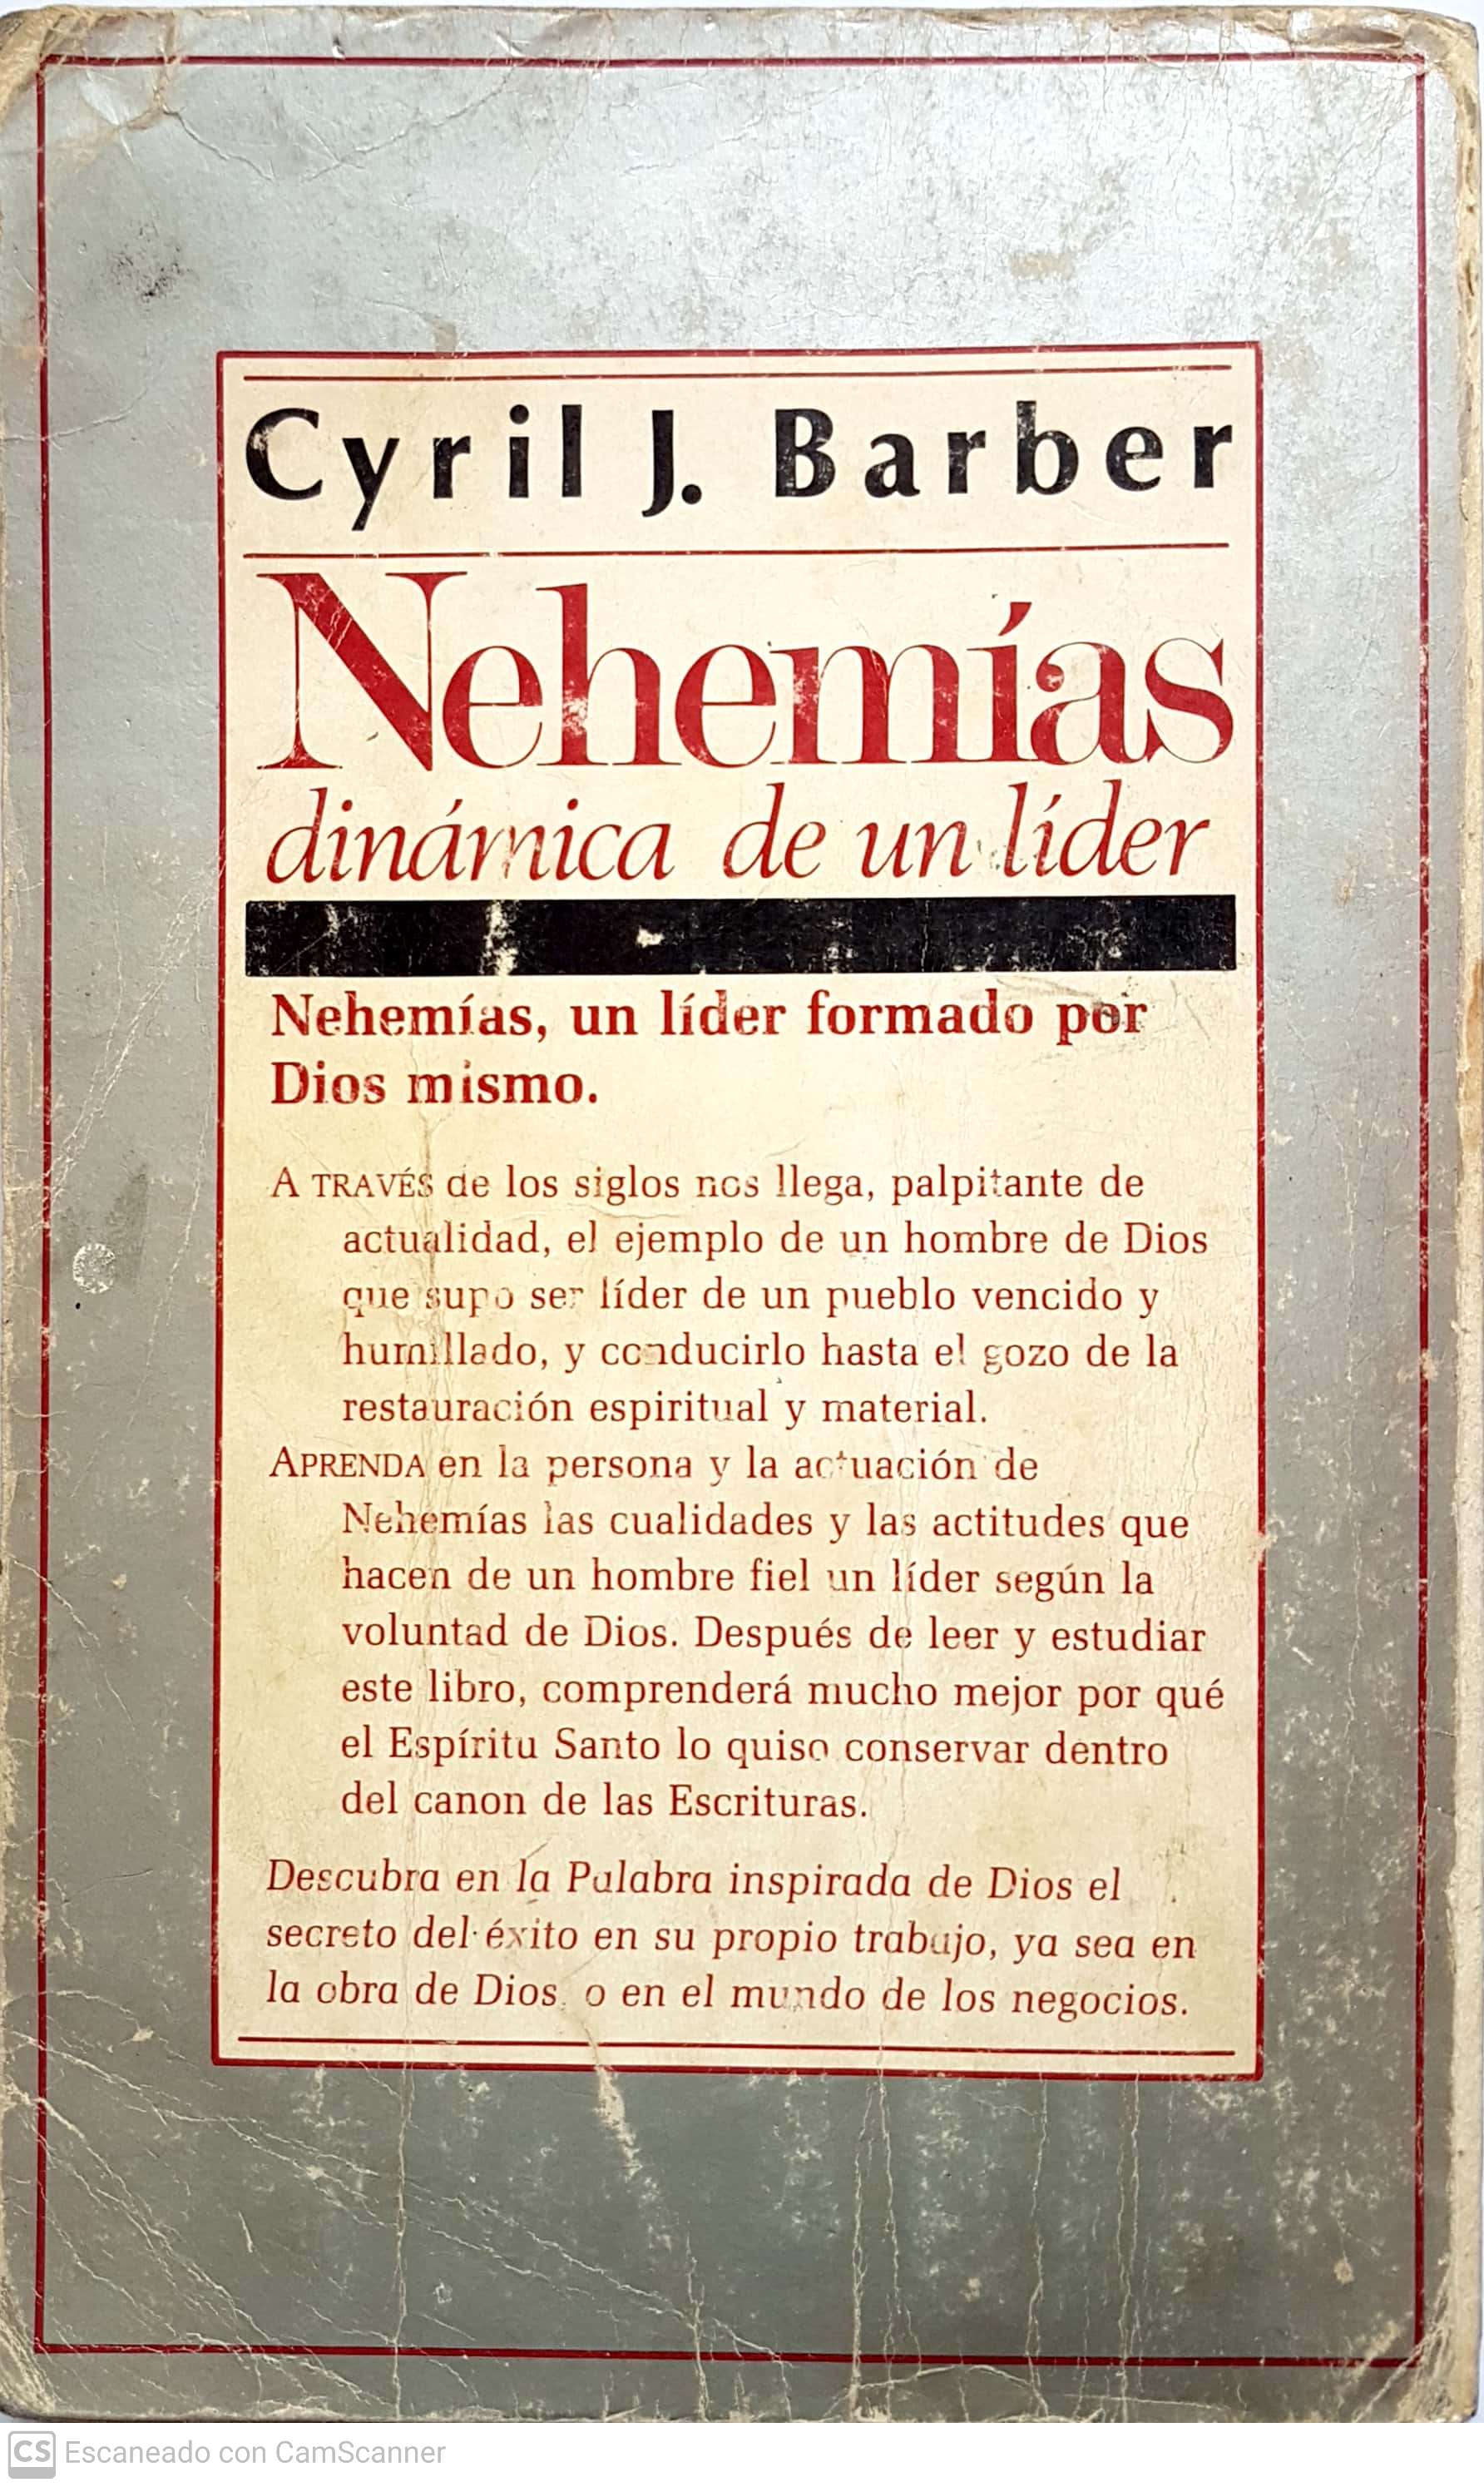 Cyril J. Barber
Nehemías
dinámica de un líder
Nehemías, un líder formado por
Dios mismo.
A TRAVÉS de los siglos nos llega, palpitante de
actualidad, el ejemplo de un hombre de Dios
que supo ser líder de un pueblo vencido y
humillado, y conducirlo hasta el gozo de la
restauración espiritual y material.
APRENDA en la persona y la actuación de
Nehemías las cualidades y las actitudes que
hacen de un hombre fiel un líder según la
voluntad de Dios. Después de leer y estudiar
este libro, comprenderá mucho mejor por qué
el Espíritu Santo lo quiso conservar dentro
del canon de las Escrituras.
Descubra en la Palabra inspirada de Dios el
secreto del éxito en su propio trabajo, ya sea en
la obra de Dios, o en el mundo de los negocios.
CS Escaneado con CamScanner